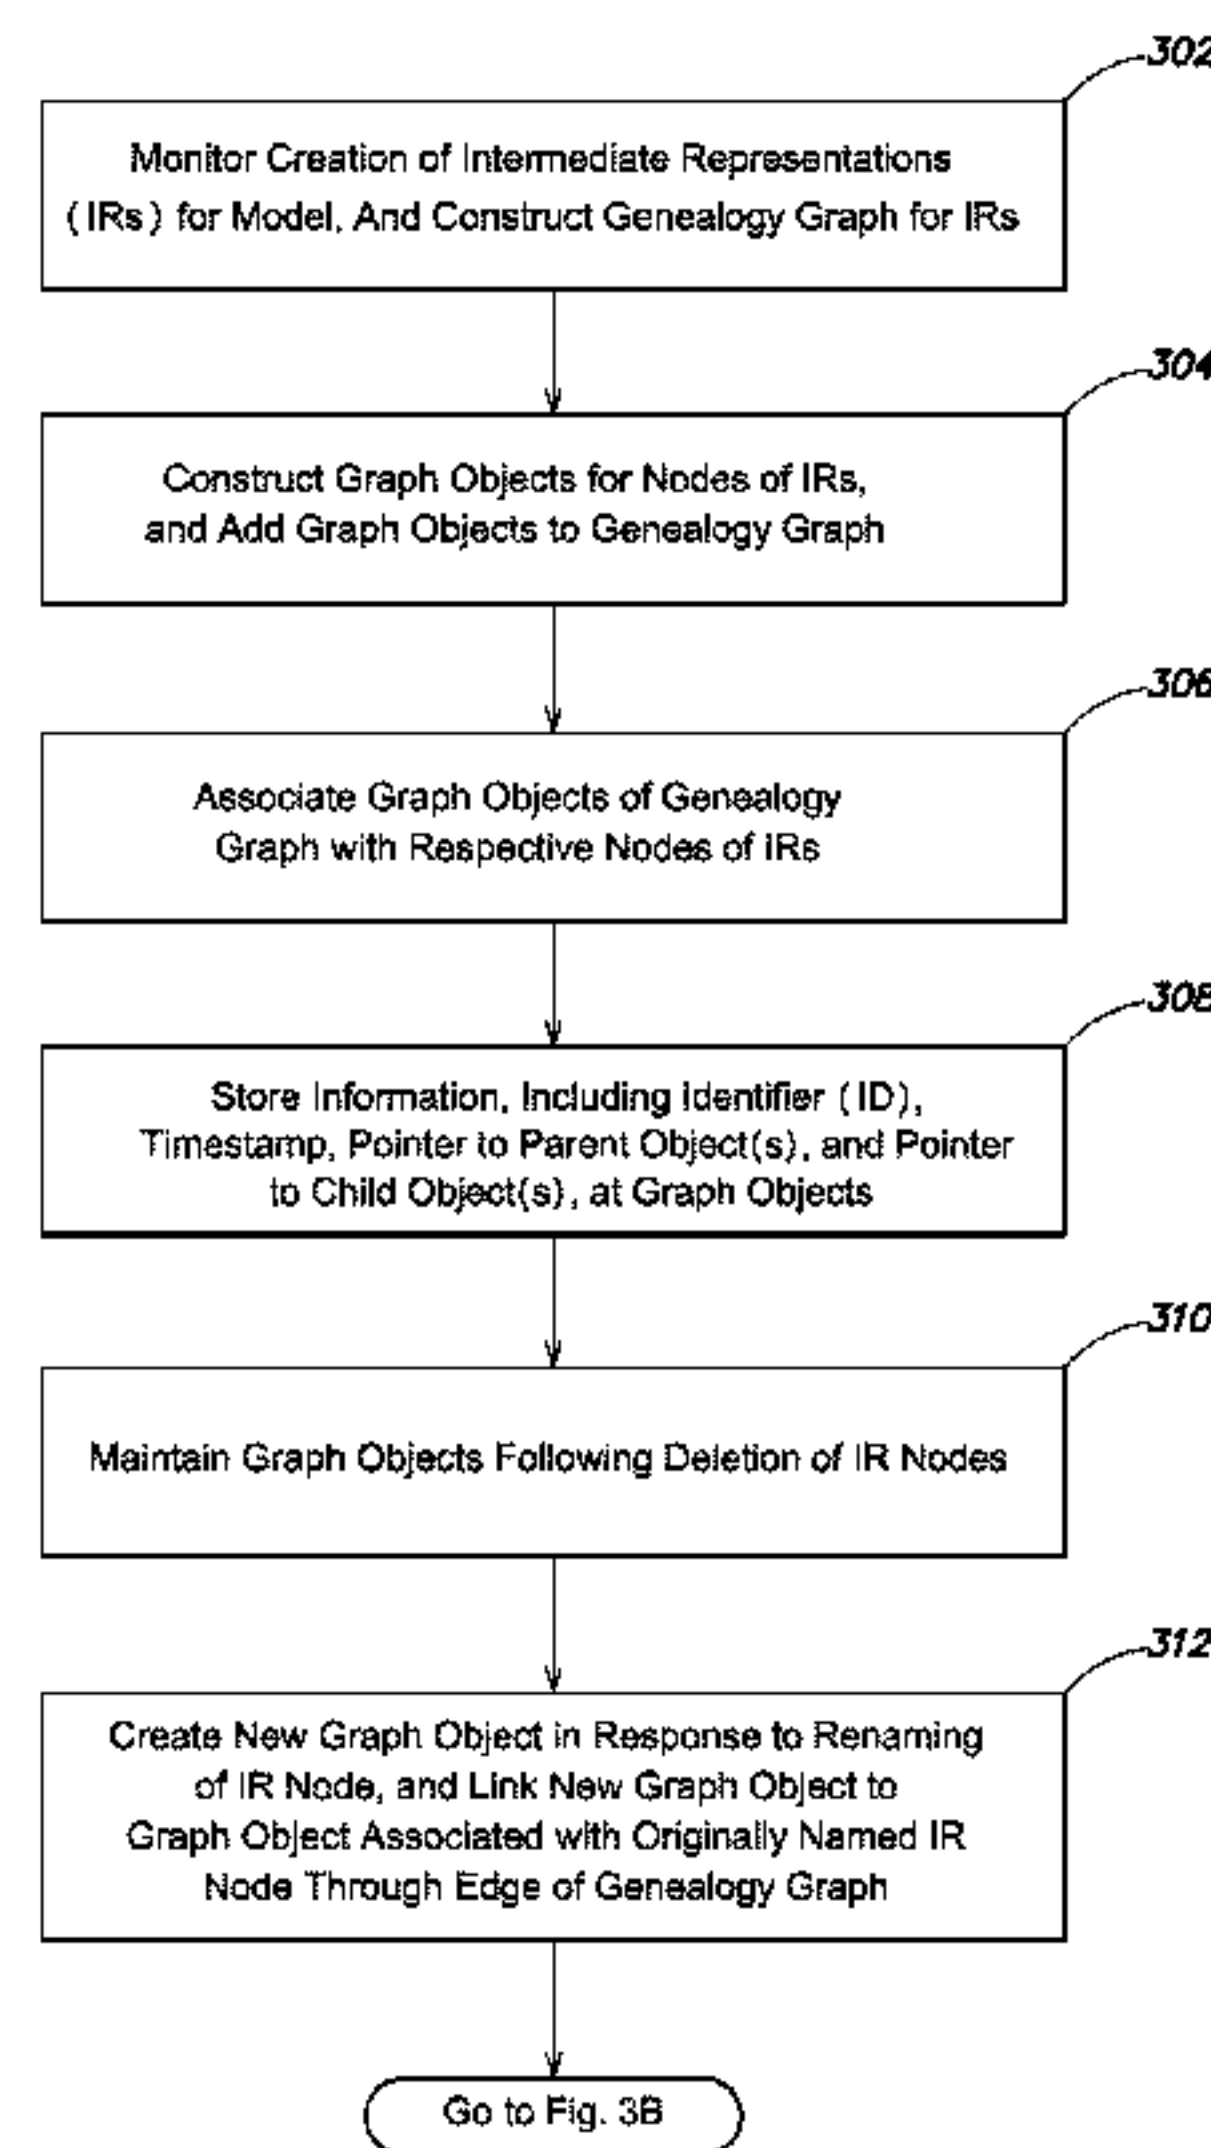 302
Monitor Creation of Intermediate Representations
(IRs) for Model, And Construct Genealogy Graph for IRs
304
Construct Graph Objects for Nodes of IRs,
and Add Graph Objects to Genealogy Graph
306
Associate Graph Objects of Genealogy
Graph with Respective Nodes of IRs
308
Store Information, Including Identifier (ID),
Timestamp, Pointer to Parent Object(s), and Pointer
to Child Object(s), at Graph Objects
310
Maintain Graph Objects Following Deletion of IR Nodes
312
Create New Graph Object in Response to Renaming
of IR Node, and Link New Graph Object to
Graph Object Associated with Originally Named IR
Node Through Edge of Genealogy Graph
Go to Fig. 3B